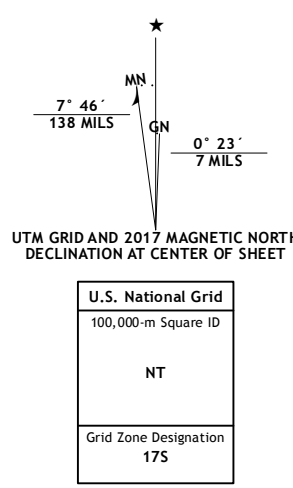 MN
7° 46´
138 MILS
GN
0° 23´
7 MILS
UTM GRID AND 2017 MAGNETIC NORTH
DECLINATION AT CENTER OF SHEET
U.S. National Grid
100,000-m Square ID
NT
Grid Zone Designation
17S